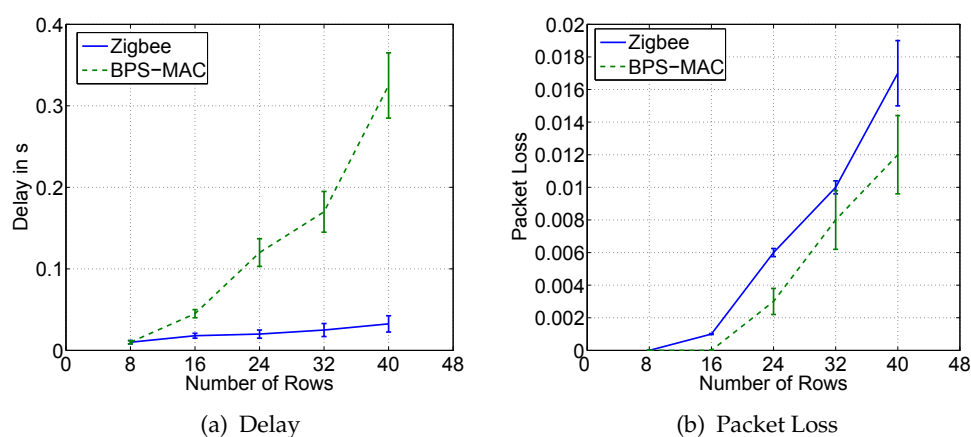 0.4
0.3
0.2
0.1
0
Delay in s
Zigbee
BPS-MAC
0 8 16 24 32 40 48
Number of Rows
(a) Delay
0.02
0.018
0.016
0.014
0.012
0.01
0.008
0.006
0.004
0.002
0
Packet Loss
Zigbee
BPS-MAC
0 8 16 24 32 40 48
Number of Rows
(b) Packet Loss